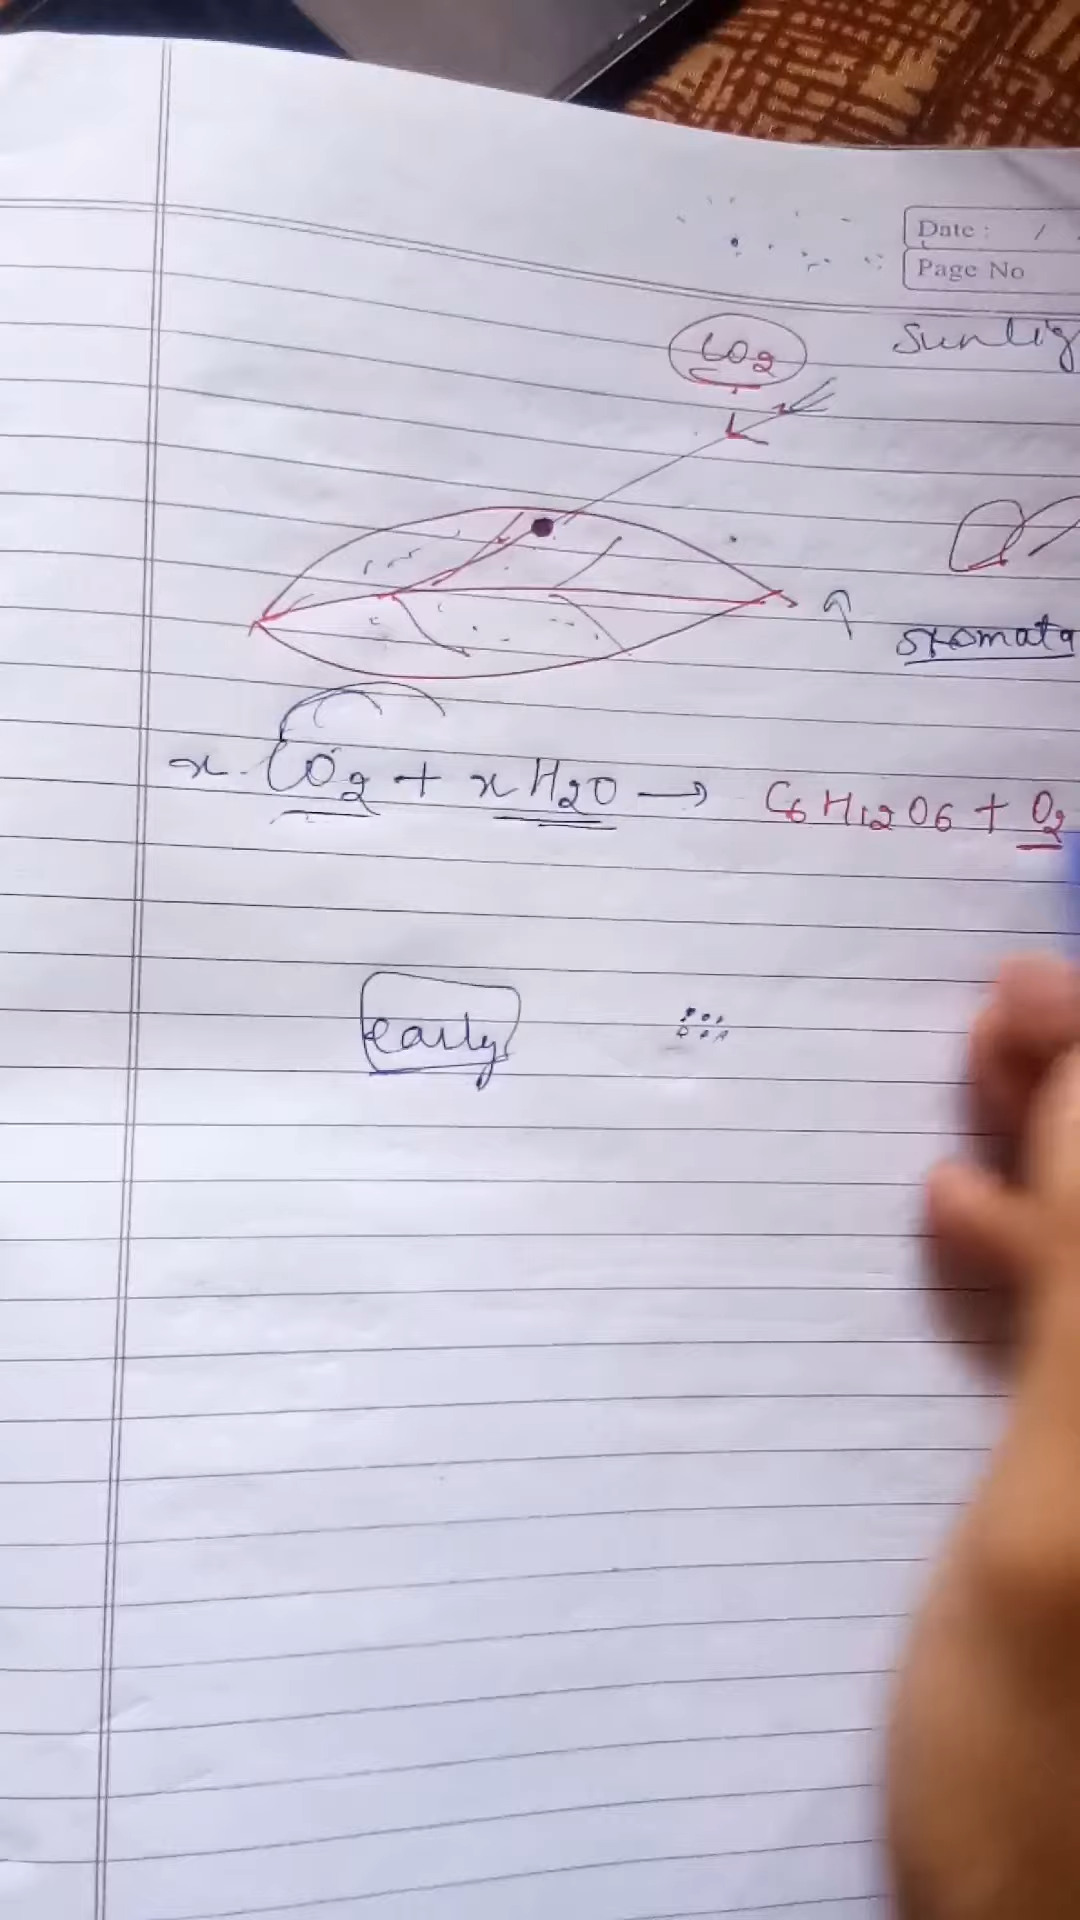 Date : /
Page No
CO2
Sunlig
stomata
x. CO2 + x H2O → C6H12O6 + O2
early